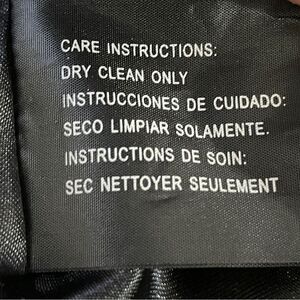 CARE INSTRUCTIONS:
DRY CLEAN ONLY
INSTRUCCIONES DE CUIDADO:
SECO LIMPIAR SOLAMENTE.
INSTRUCTIONS DE SOIN:
SEC NETTOYER SEULEMENT